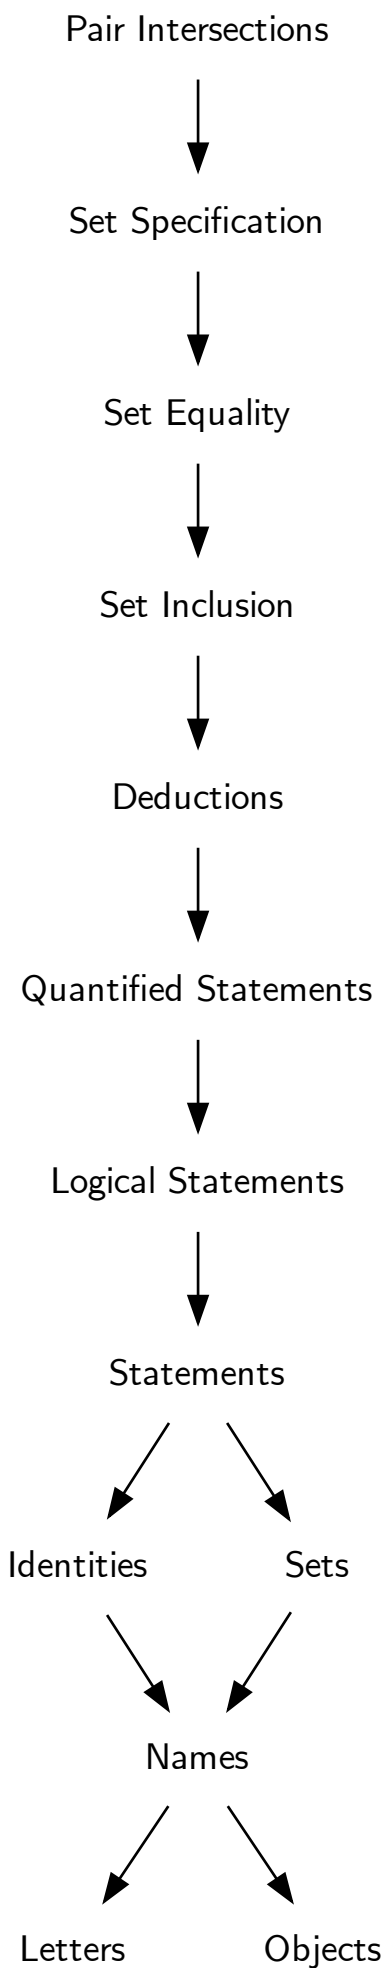 Pair Intersections
Set Specification
Set Equality
Set Inclusion
Deductions
Quantified Statements
Logical Statements
Statements
Identities
Sets
Names
Letters
Objects